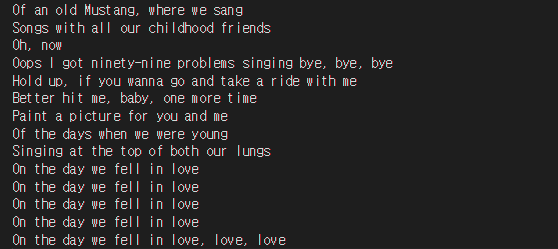 Of an old Mustang, where we sang
Songs with all our childhood friends
Oh, now
Oops I got ninety-nine problems singing bye, bye, bye
Hold up, if you wanna go and take a ride with me
Better hit me, baby, one more time
Paint a picture for you and me
Of the days when we were young
Singing at the top of both our lungs
On the day we fell in love
On the day we fell in love
On the day we fell in love
On the day we fell in love
On the day we fell in love, love, love